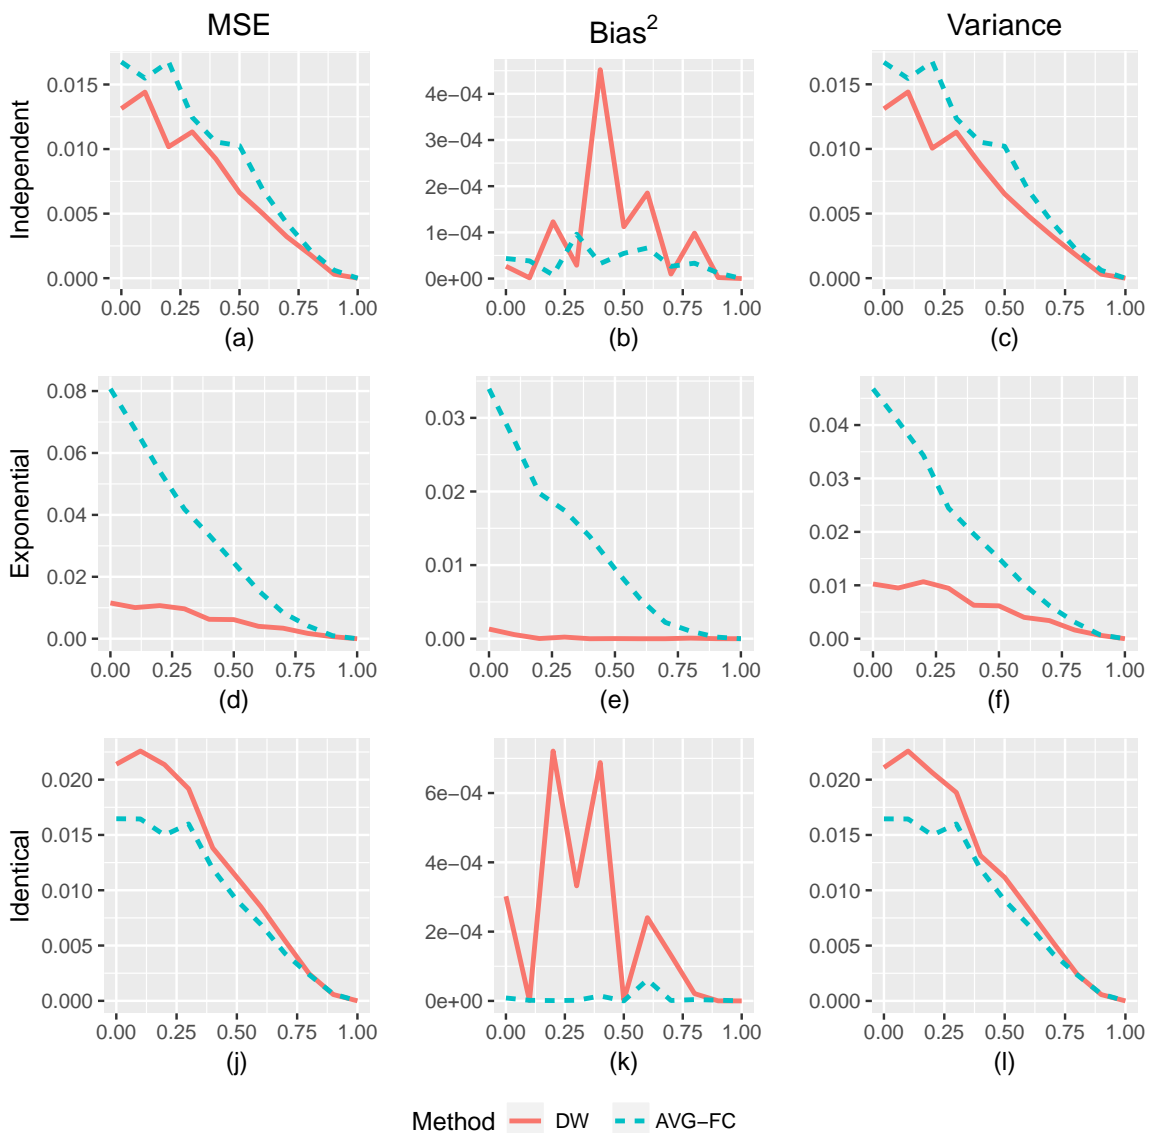 MSE Bias² Variance
Independent
0.015
0.010
0.005
0.000
0.00 0.25 0.50 0.75 1.00
(a)
4e−04
3e−04
2e−04
1e−04
0e+00
0.00 0.25 0.50 0.75 1.00
(b)
0.015
0.010
0.005
0.000
0.00 0.25 0.50 0.75 1.00
(c)
Exponential
0.08
0.06
0.04
0.02
0.00
0.00 0.25 0.50 0.75 1.00
(d)
0.03
0.02
0.01
0.00
0.00 0.25 0.50 0.75 1.00
(e)
0.04
0.03
0.02
0.01
0.00
0.00 0.25 0.50 0.75 1.00
(f)
Identical
0.020
0.015
0.010
0.005
0.000
0.00 0.25 0.50 0.75 1.00
(j)
6e−04
4e−04
2e−04
0e+00
0.00 0.25 0.50 0.75 1.00
(k)
0.020
0.015
0.010
0.005
0.000
0.00 0.25 0.50 0.75 1.00
(l)
Method DW AVG−FC